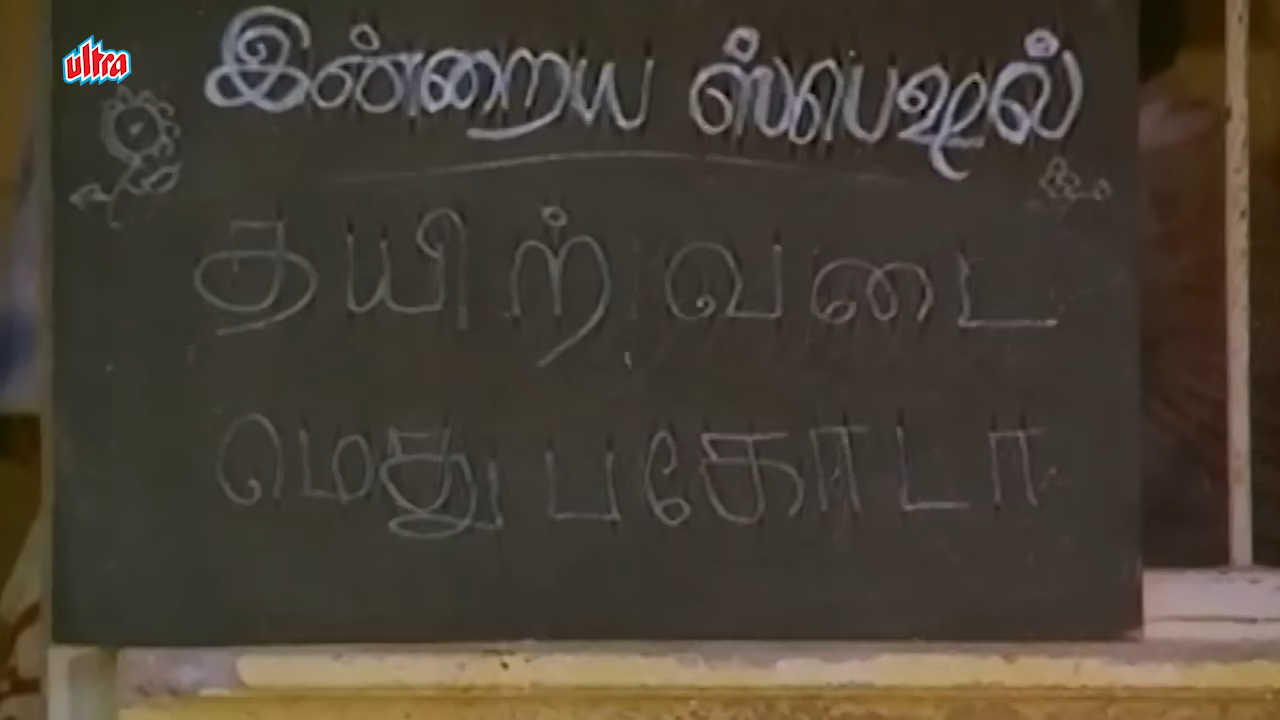 ultra
இன்றைய ஸ்பெஷல்
தயிர் வடை
மெது பகோடா